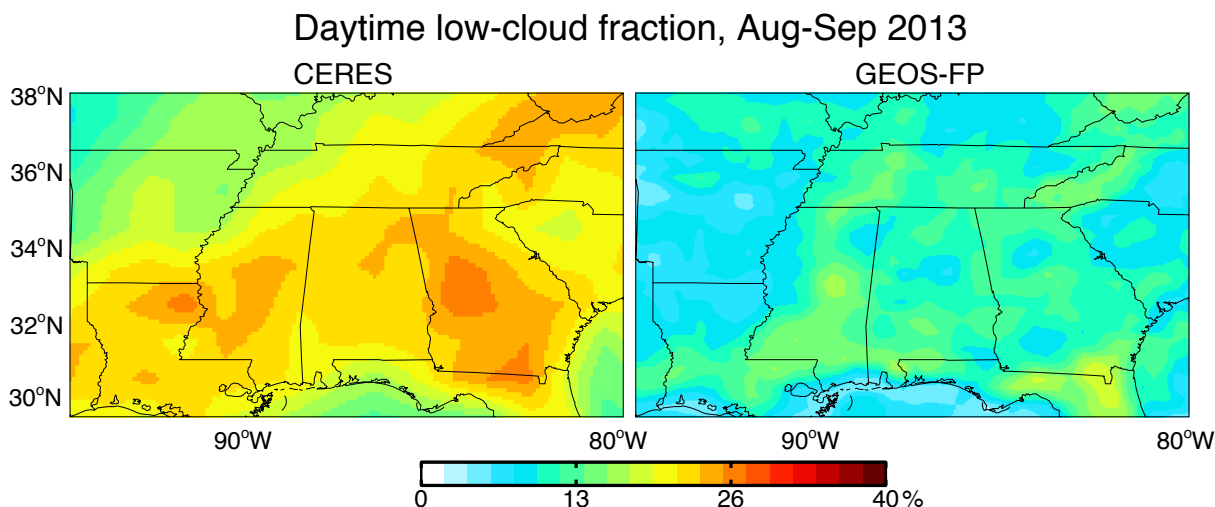 Daytime low-cloud fraction, Aug-Sep 2013
CERES
GEOS-FP
38°N
36°N
34°N
32°N
30°N
90°W
80°W
90°W
80°W
0
13
26
40 %